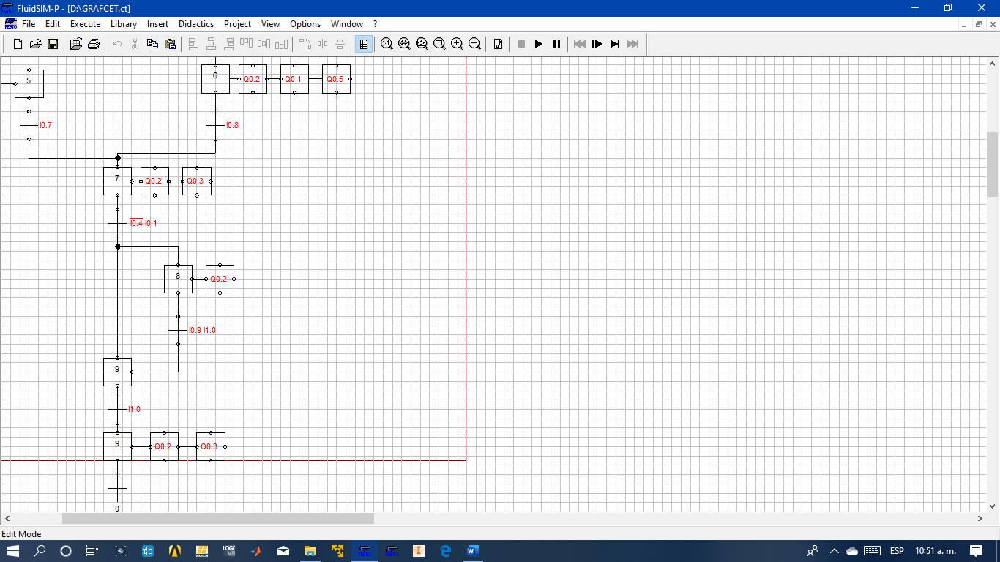 FluidSIM-P - [D:\GRAFCET.ct]
File Edit Execute Library Insert Didactics Project View Options Window ?
1:1
5
6 Q0.2 Q0.1 Q0.5
I0.7 I0.8
7 Q0.2 Q0.3
I0.4 I0.1
8 Q0.2
I0.9 I1.0
9
I1.0
9 Q0.2 Q0.3
0
Edit Mode
ESP 10:51 a. m.